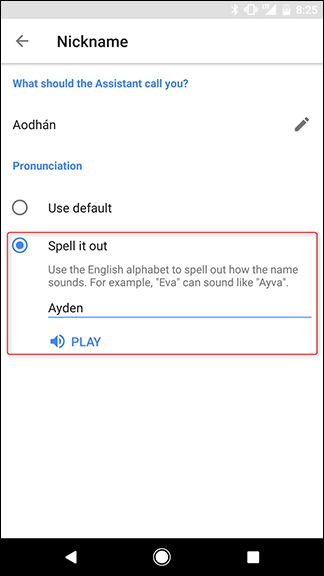 8:25
Nickname
What should the Assistant call you?
Aodhán
Pronunciation
Use default
Spell it out
Use the English alphabet to spell out how the name
sounds. For example, "Eva" can sound like "Ayva".
Ayden
PLAY